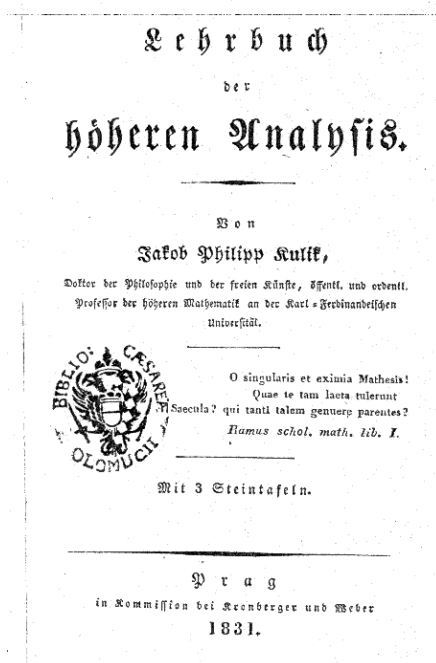 Lehrbuch
der
höheren Analysis.
Von
Jakob Philipp Kulik,
Doktor der Philosophie und der freien Künste, öffentl. und ordentl.
Professor der höheren Mathematik an der Karl-Ferdinandeischen
Universität.
O singularis et eximia Mathesis!
Quae te tam laeta tulerunt
Saecula? qui tanti talem genuere parentes?
Ramus schol. math. lib. I.
BIBLIO: CÆSAREA
OLOMUCII
Mit 3 Steintafeln.
Prag
in Kommission bei Kronberger und Weber
1831.